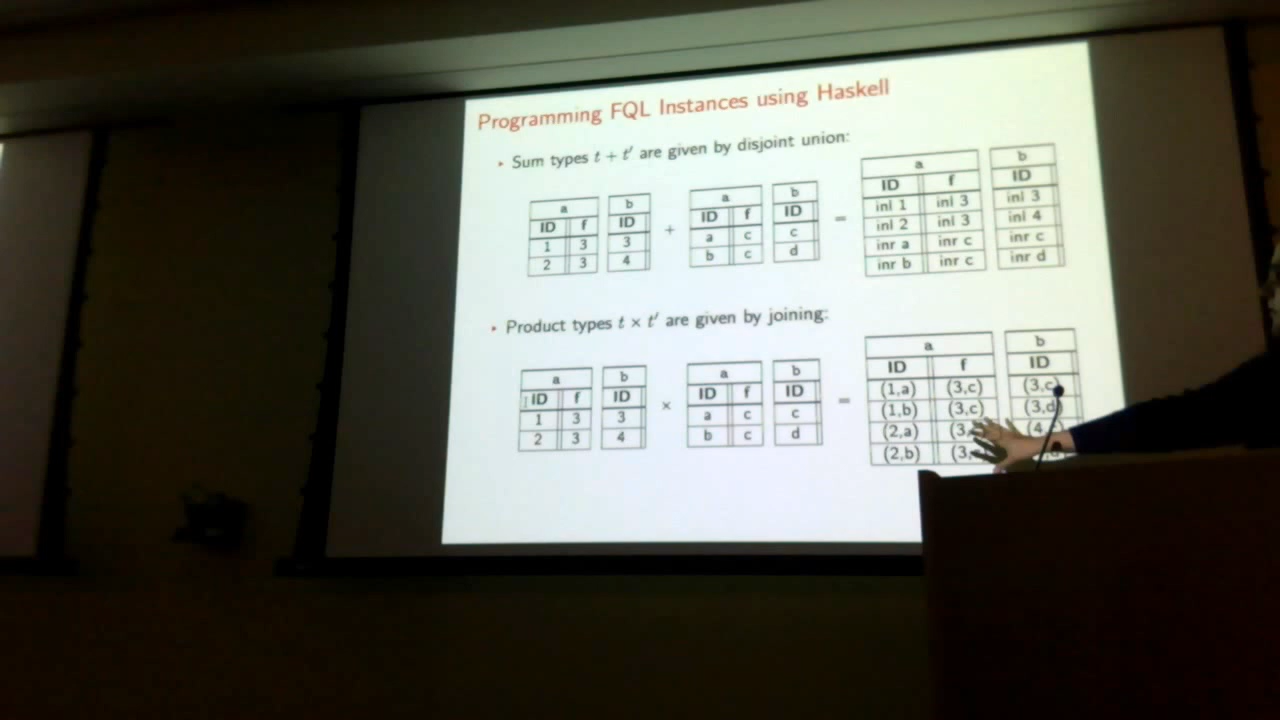 Programming FQL Instances using Haskell
▸ Sum types t + t′ are given by disjoint union:
a b a b a b
ID f ID + ID f ID = ID f ID
1 3 3 a c c inl 1 inl 3 inl 3
2 3 4 b c d inl 2 inl 3 inl 4
inr a inr c inr c
inr b inr c inr d
▸ Product types t × t′ are given by joining:
a b a b a b
ID f ID × ID f ID = ID f ID
1 3 3 a c c (1,a) (3,c) (3,c)
2 3 4 b c d (1,b) (3,c) (3,d)
(2,a) (3, (4,
(2,b) (3,